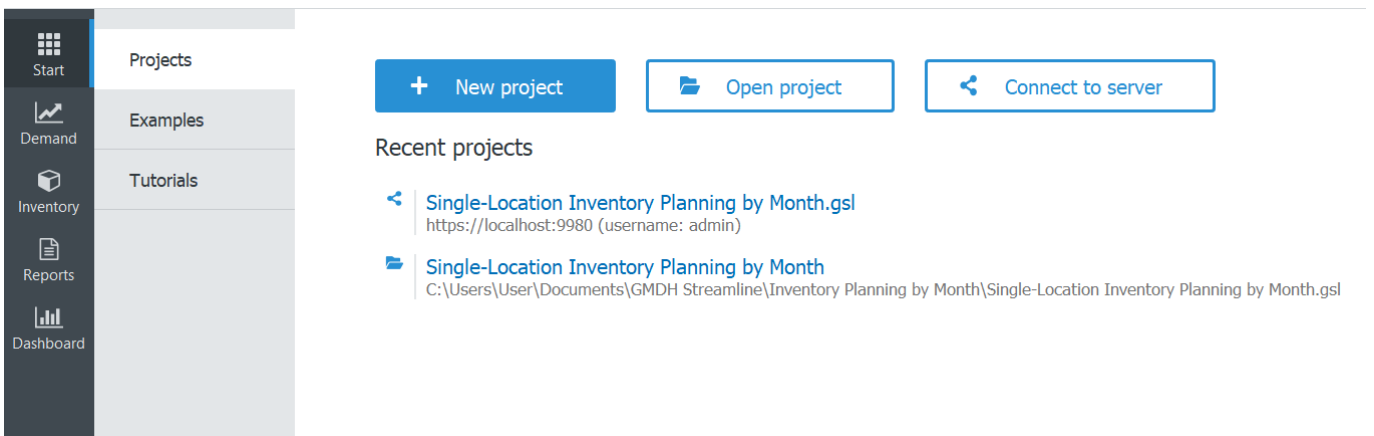 Start
Demand
Inventory
Reports
Dashboard
Projects
Examples
Tutorials
New project
Open project
Connect to server
Recent projects
Single-Location Inventory Planning by Month.gsl
https://localhost:9980 (username: admin)
Single-Location Inventory Planning by Month
C:\Users\User\Documents\GMDH Streamline\Inventory Planning by Month\Single-Location Inventory Planning by Month.gsl